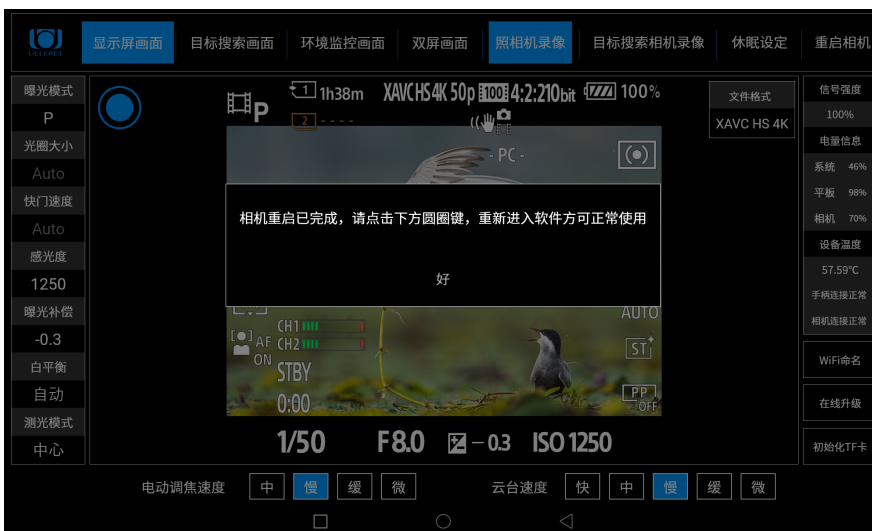 显示屏画面 目标搜索画面 环境监控画面 双屏画面 照相机录像 目标搜索相机录像 休眠设定 重启相机
曝光模式
P
光圈大小
Auto
快门速度
Auto
感光度
1250
曝光补偿
-0.3
白平衡
自动
测光模式
中心
P
1 1h38m XAVC HS 4K 50p 100 4:2:2 10bit 100%
2 - - - -
- PC -
文件格式
XAVC HS 4K
相机重启已完成，请点击下方圆圈键，重新进入软件方可正常使用
好
AUTO
CH1
AF CH2
ON
STBY
0:00
ST
PP
OFF
1/50 F8.0 －0.3 ISO 1250
信号强度
100%
电量信息
系统 46%
平板 98%
相机 70%
设备温度
57.59°C
手柄连接正常
相机连接正常
WiFi命名
在线升级
初始化TF卡
电动调焦速度 中 慢 缓 微 云台速度 快 中 慢 缓 微